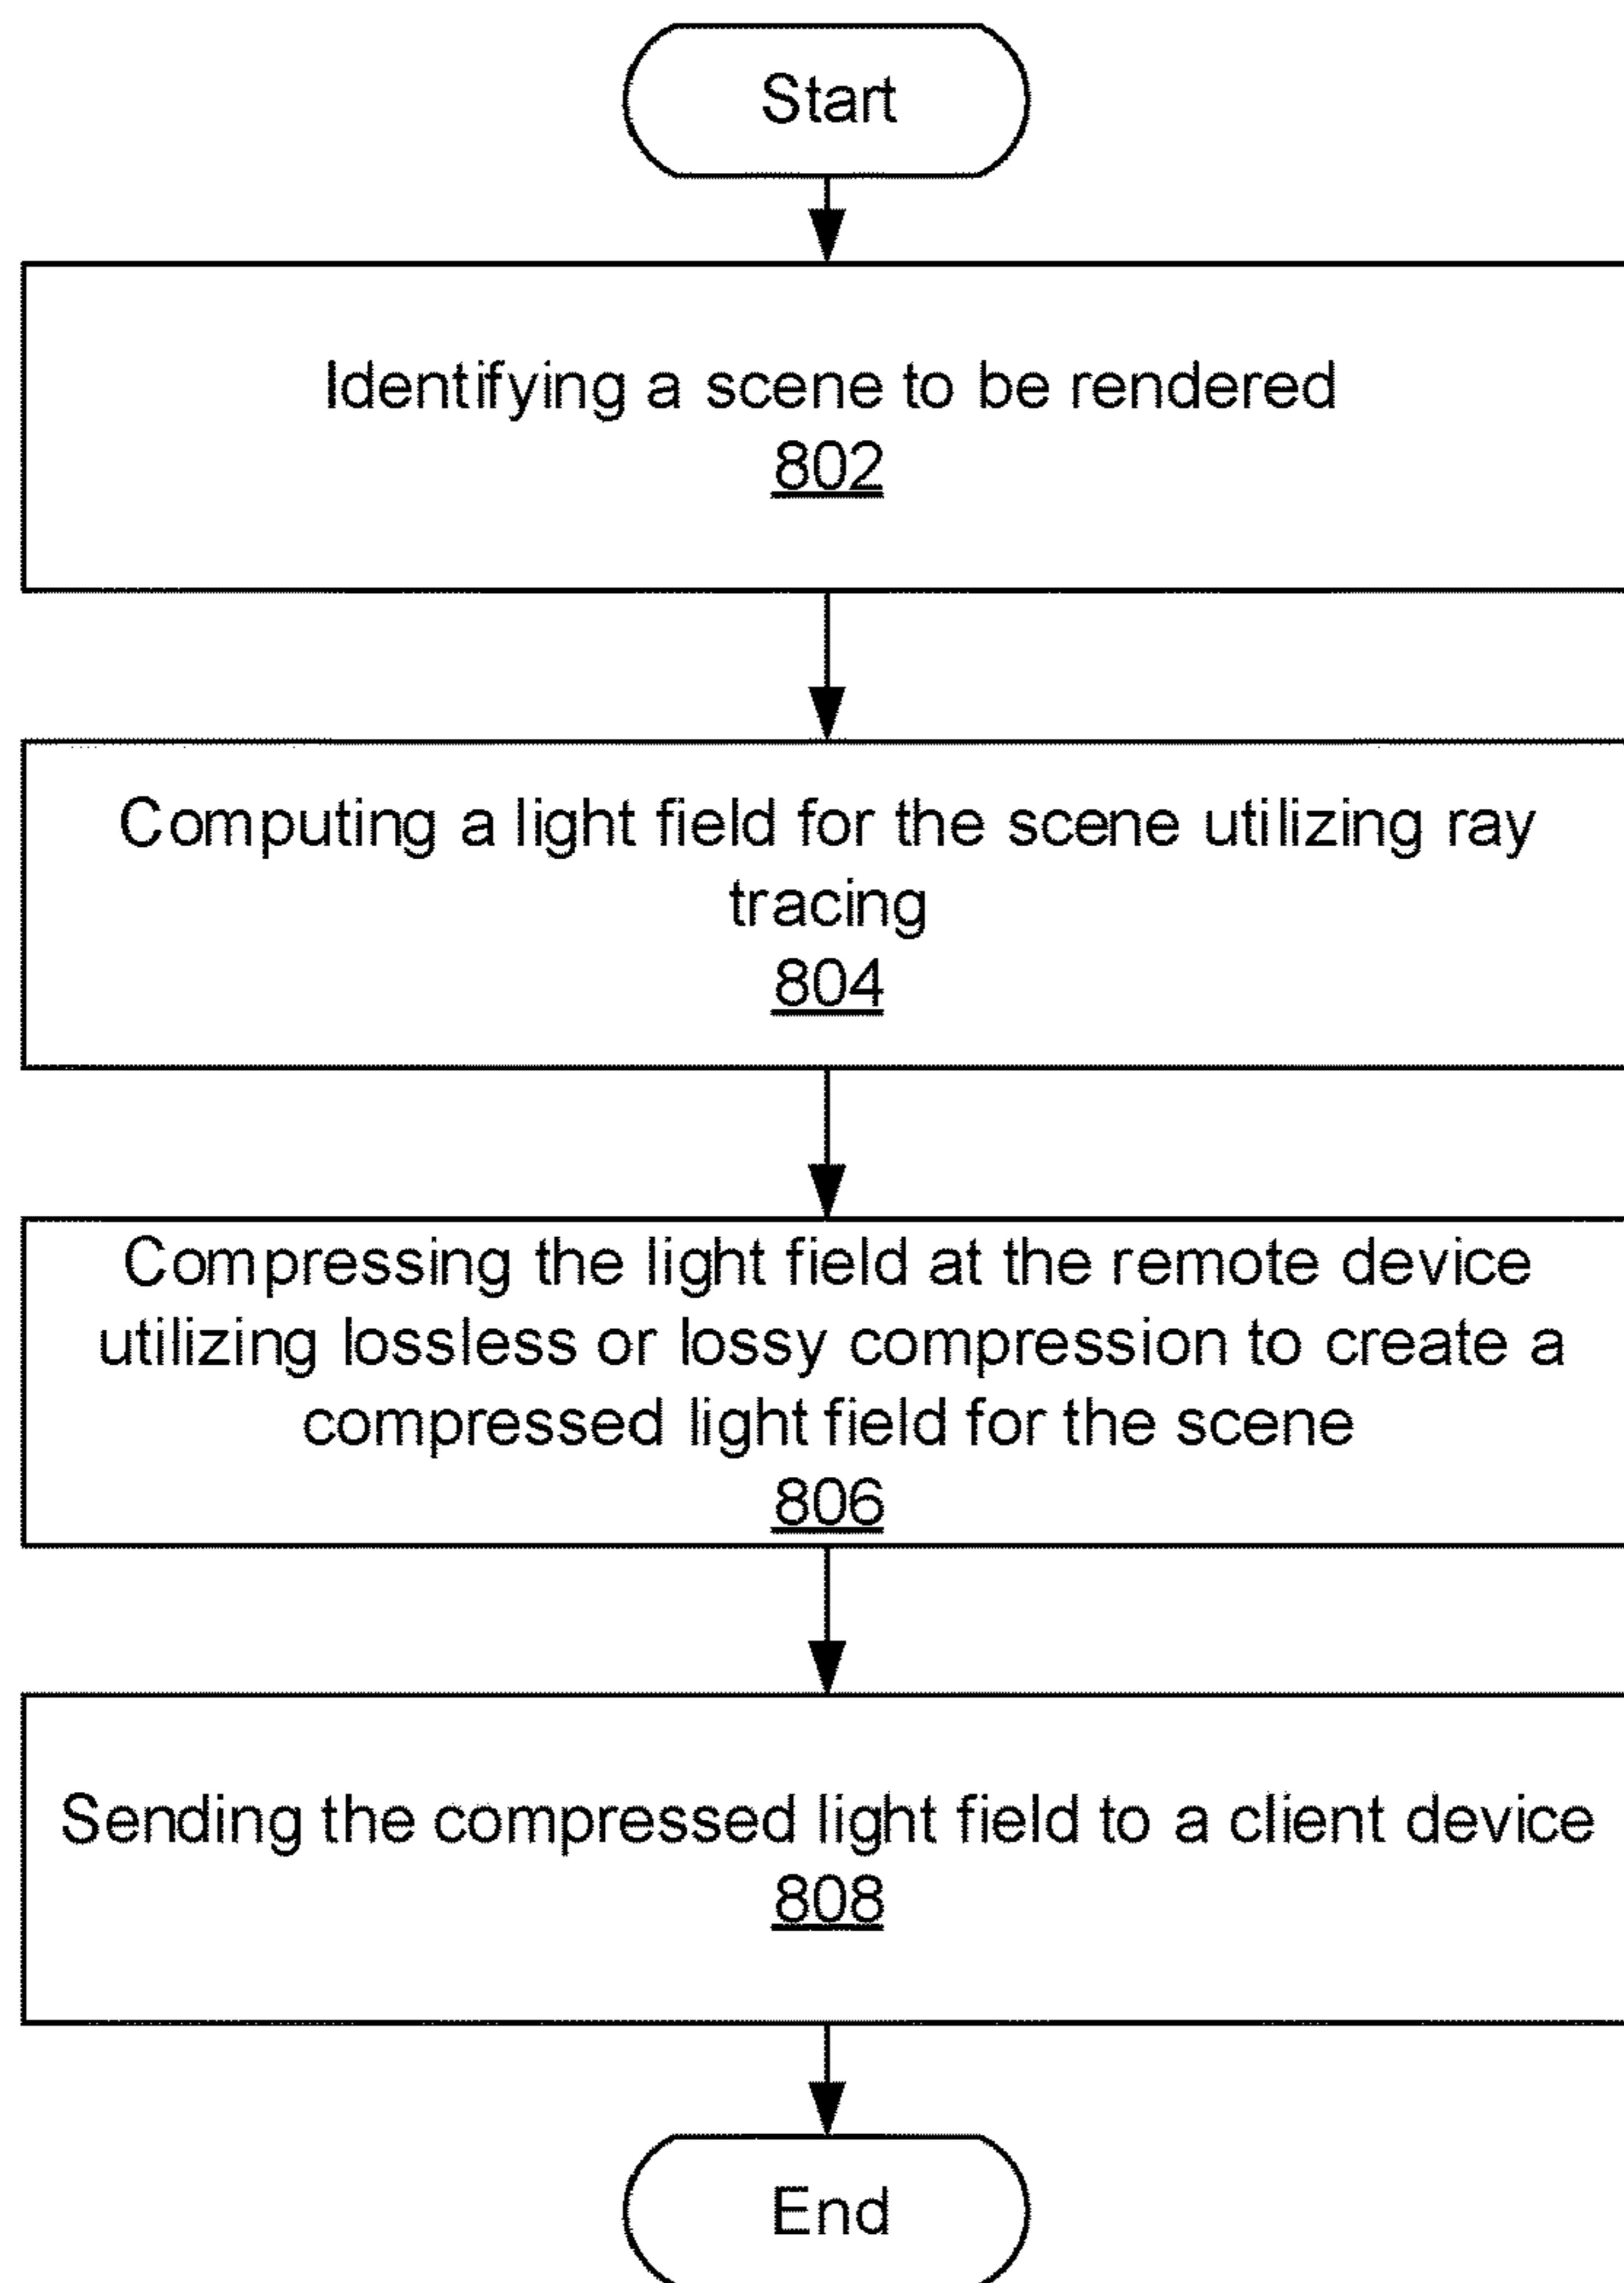 Start
Identifying a scene to be rendered
802
Computing a light field for the scene utilizing ray
tracing
804
Compressing the light field at the remote device
utilizing lossless or lossy compression to create a
compressed light field for the scene
806
Sending the compressed light field to a client device
808
End